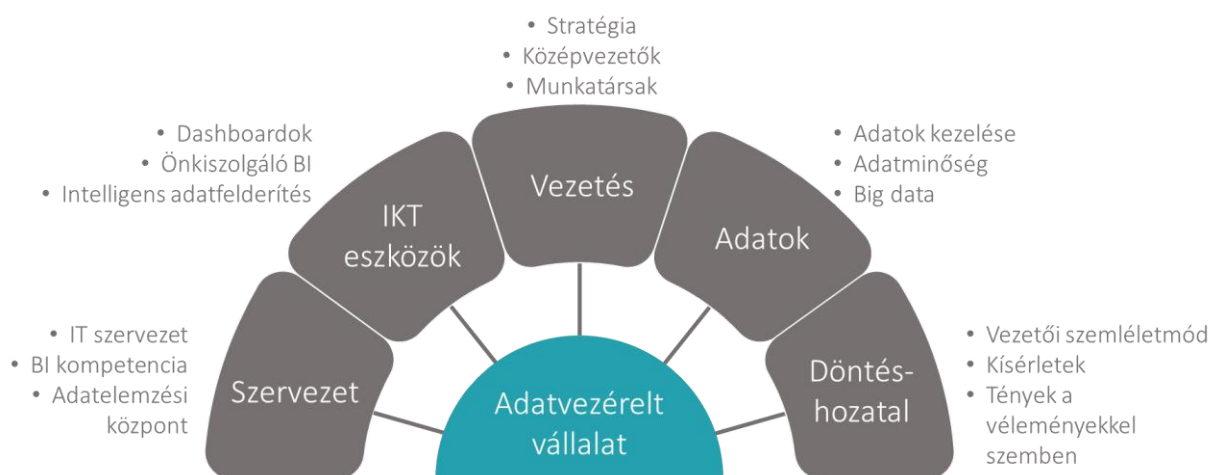 • Stratégia
• Középvezetők
• Munkatársak
• Dashboardok
• Önkiszolgáló BI
• Intelligens adatfelderítés
• Adatok kezelése
• Adatminőség
• Big data
Vezetés
IKT
eszközök
Adatok
• IT szervezet
• BI kompetencia
• Adatelemzési
központ
Szervezet
Adatvezérelt
vállalat
Döntés-
hozatal
• Vezetői szemléletmód
• Kísérletek
• Tények a
véleményekkel
szemben